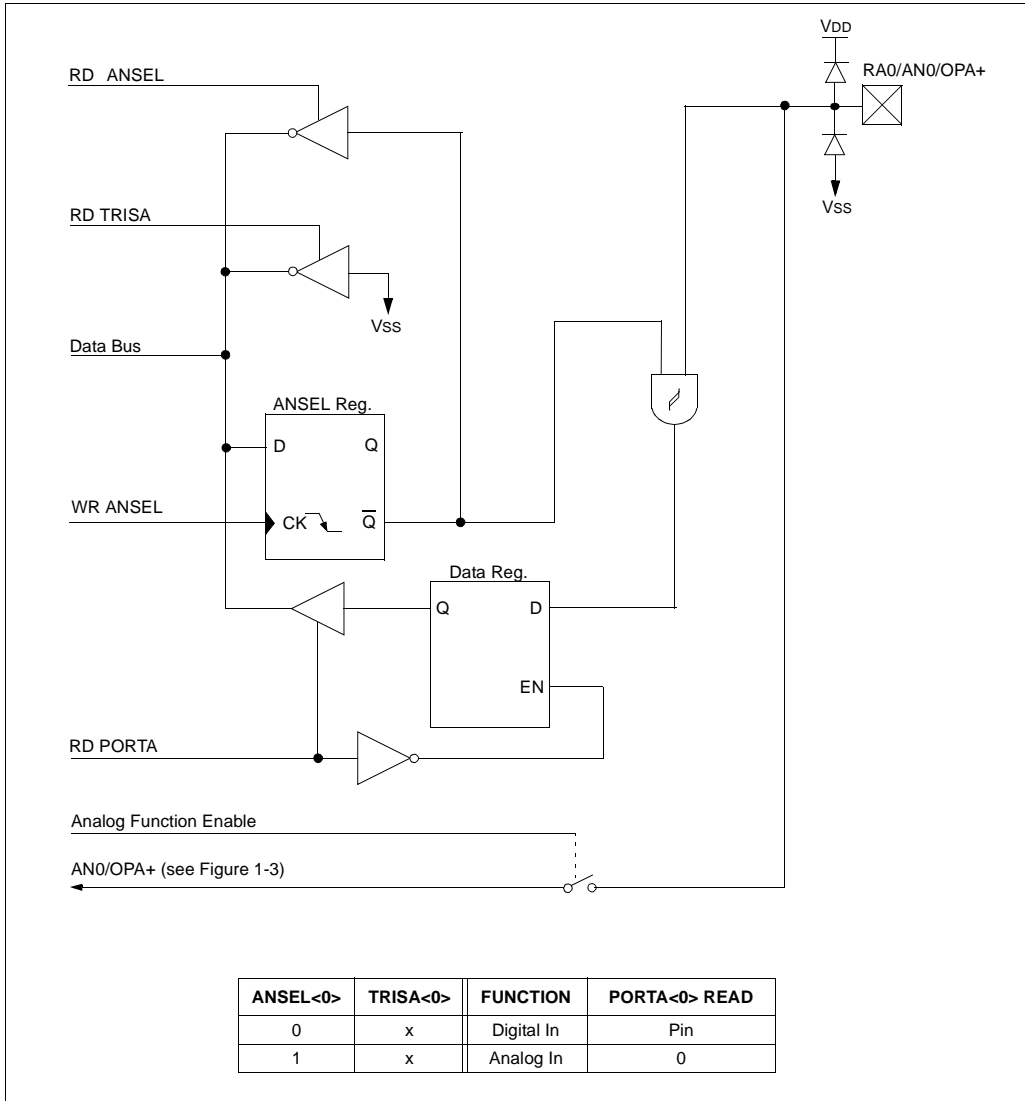 VDD
RD ANSEL
RA0/AN0/OPA+
RD TRISA
VSS
VSS
Data Bus
ANSEL Reg.
D Q
WR ANSEL
CK Q̅
Data Reg.
Q D
EN
RD PORTA
Analog Function Enable
AN0/OPA+ (see Figure 1-3)
ANSEL<0> TRISA<0> FUNCTION PORTA<0> READ
0 x Digital In Pin
1 x Analog In 0